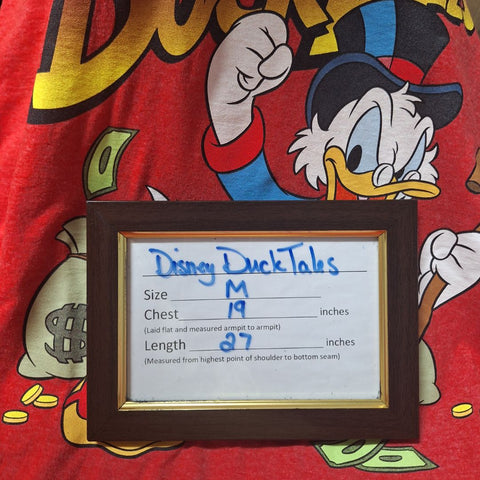 DUCKTALES
Disney DuckTales
Size M
Chest 19 inches
(Laid flat and measured armpit to armpit)
Length 27 inches
(Measured from highest point of shoulder to bottom seam)
$